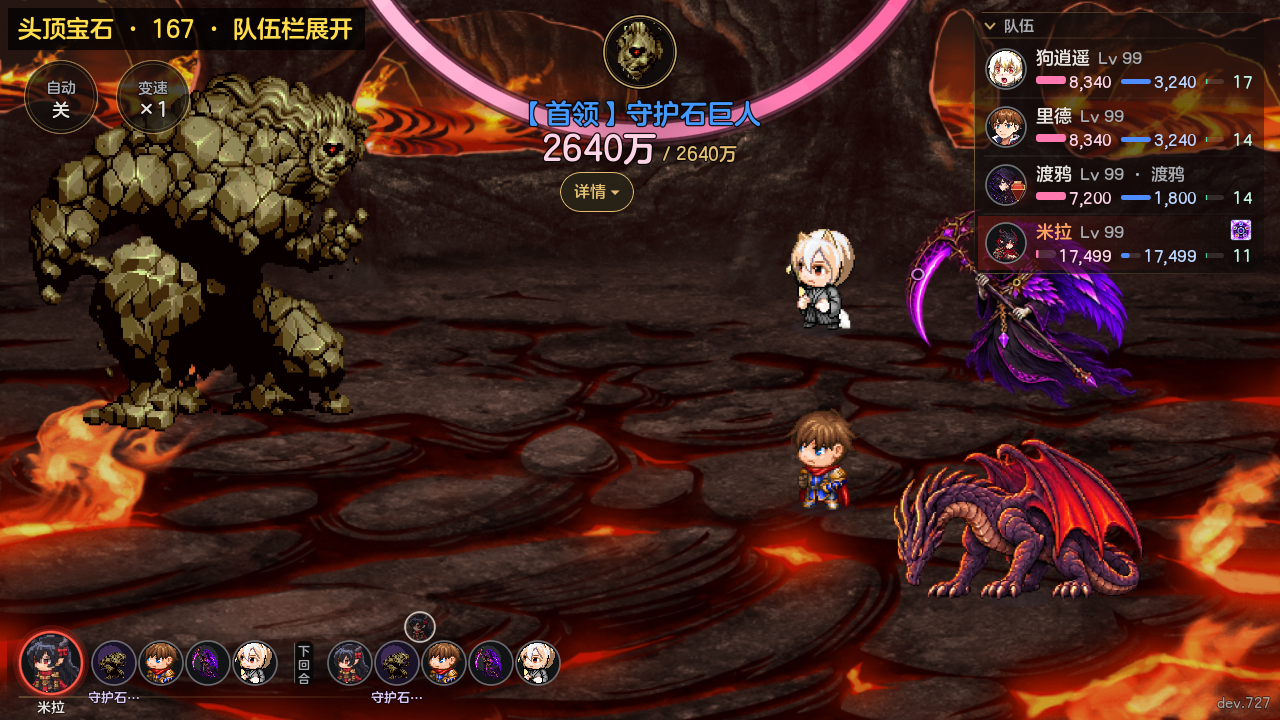 头顶宝石 · 167 · 队伍栏展开
自动
关
变速
×1
【首领】守护石巨人
2640万 / 2640万
详情
队伍
狗逍遥 Lv 99
8,340 3,240 17
里德 Lv 99
8,340 3,240 14
渡鸦 Lv 99 · 渡鸦
7,200 1,800 14
米拉 Lv 99
17,499 17,499 11
下回合
米拉
守护石…
守护石…
dev.727